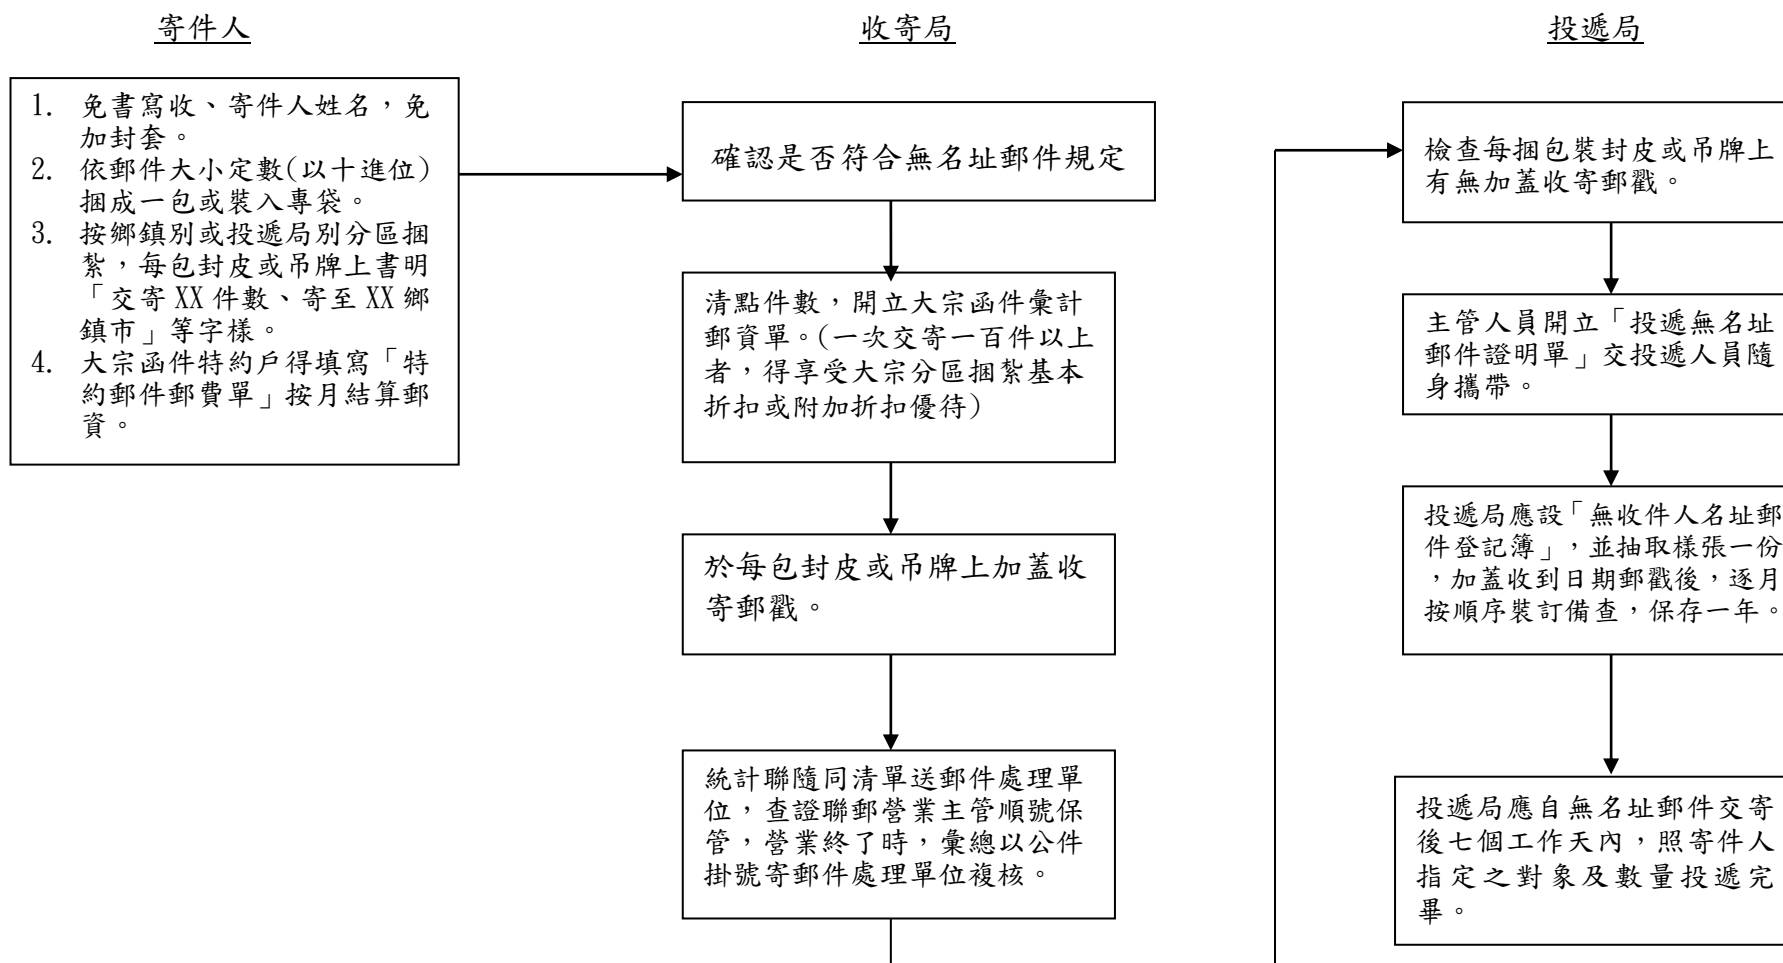 寄件人
1. 免書寫收、寄件人姓名，免
加封套。
2. 依郵件大小定數(以十進位)
捆成一包或裝入專袋。
3. 按鄉鎮別或投遞局別分區捆
紮，每包封皮或吊牌上書明
「交寄 XX 件數、寄至 XX 鄉
鎮市」等字樣。
4. 大宗函件特約戶得填寫「特
約郵件郵費單」按月結算郵
資。
收寄局
確認是否符合無名址郵件規定
清點件數，開立大宗函件彙計
郵資單。(一次交寄一百件以上
者，得享受大宗分區捆紮基本
折扣或附加折扣優待)
於每包封皮或吊牌上加蓋收
寄郵戳。
統計聯隨同清單送郵件處理單
位，查證聯郵營業主管順號保
管，營業終了時，彙總以公件
掛號寄郵件處理單位複核。
投遞局
檢查每捆包裝封皮或吊牌上
有無加蓋收寄郵戳。
主管人員開立「投遞無名址
郵件證明單」交投遞人員隨
身攜帶。
投遞局應設「無收件人名址郵
件登記簿」，並抽取樣張一份
，加蓋收到日期郵戳後，逐月
按順序裝訂備查，保存一年。
投遞局應自無名址郵件交寄
後七個工作天內，照寄件人
指定之對象及數量投遞完
畢。